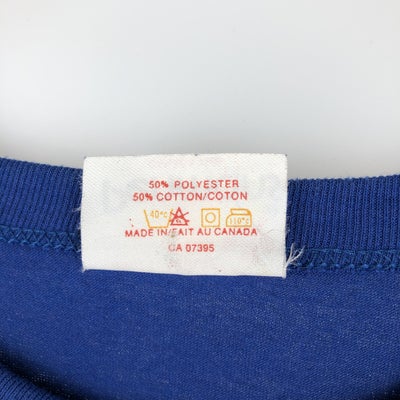 50% POLYESTER
50% COTTON/COTON
40°C 110°C
MADE IN/FAIT AU CANADA
CA 07395